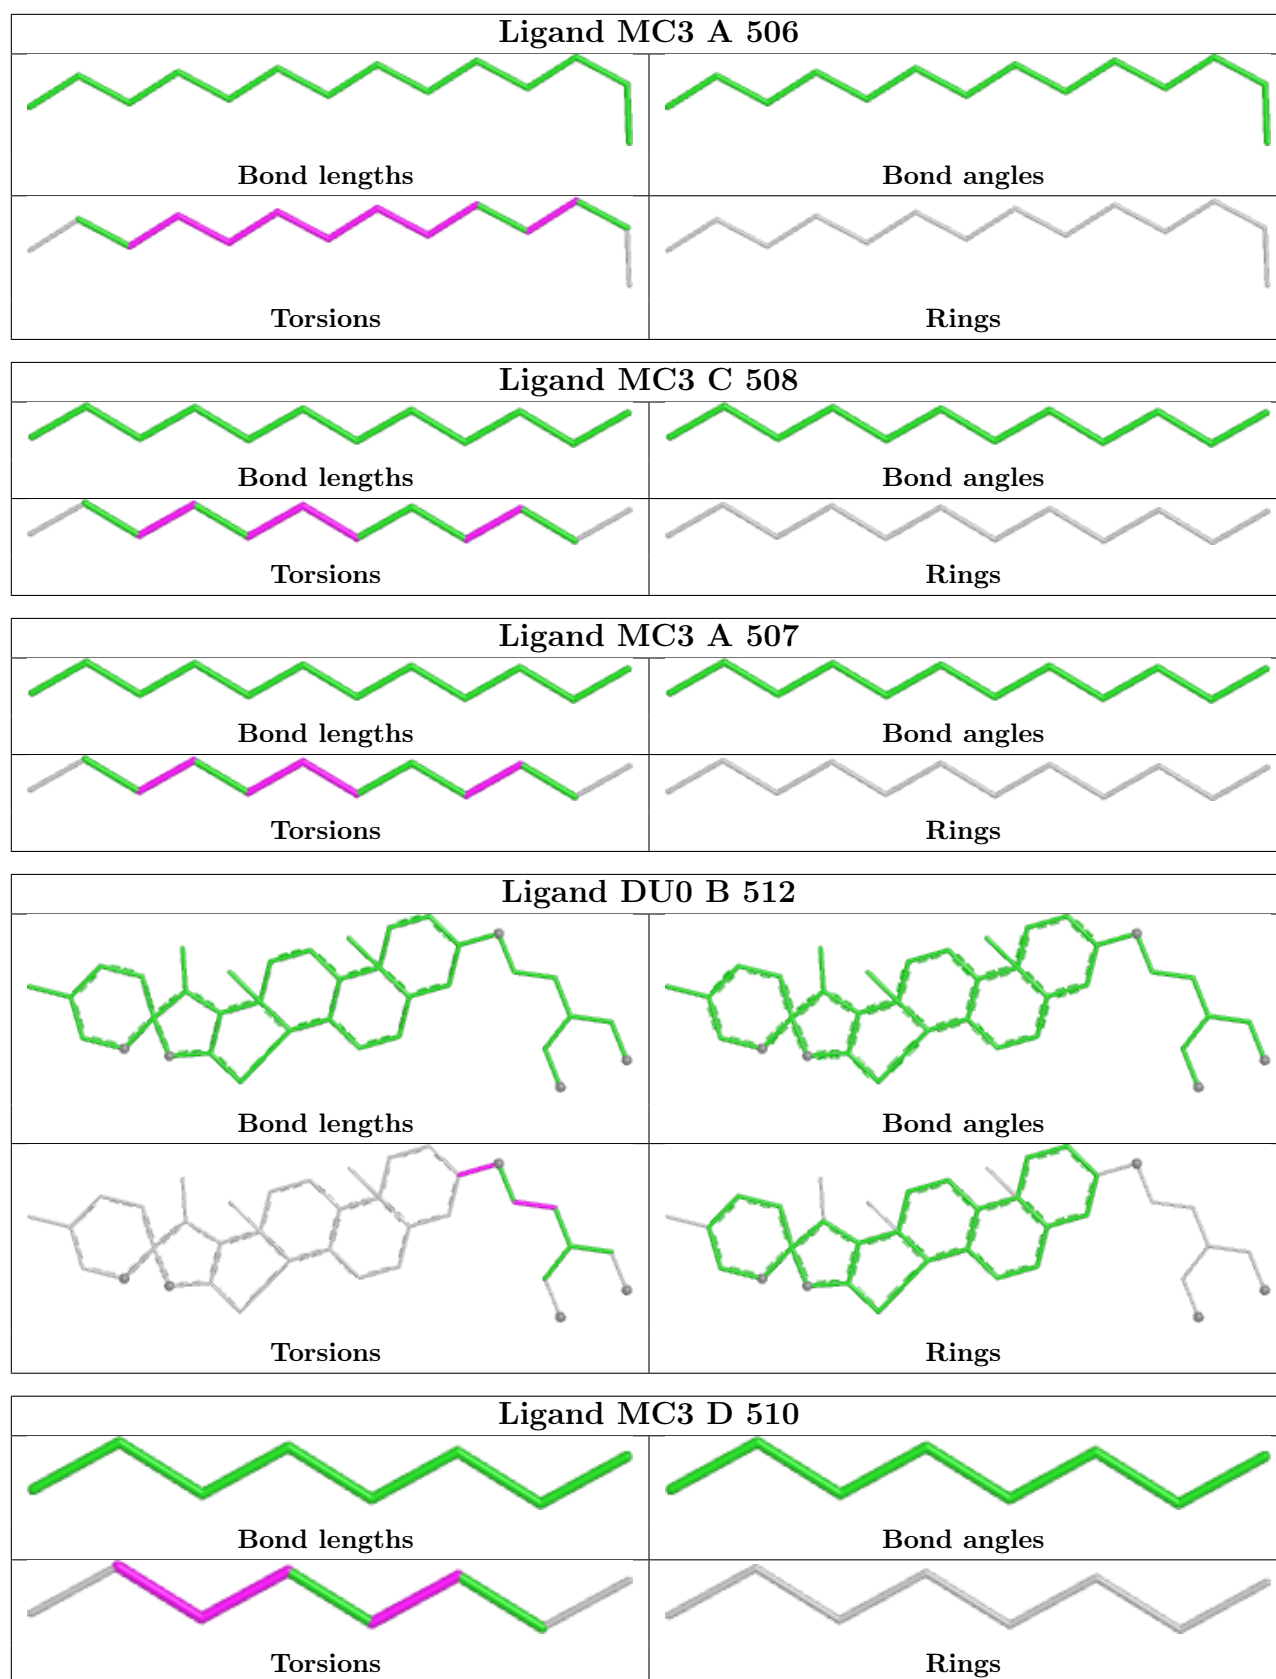 Ligand MC3 A 506
Bond lengths
Bond angles
Torsions
Rings
Ligand MC3 C 508
Bond lengths
Bond angles
Torsions
Rings
Ligand MC3 A 507
Bond lengths
Bond angles
Torsions
Rings
Ligand DU0 B 512
Bond lengths
Bond angles
Torsions
Rings
Ligand MC3 D 510
Bond lengths
Bond angles
Torsions
Rings